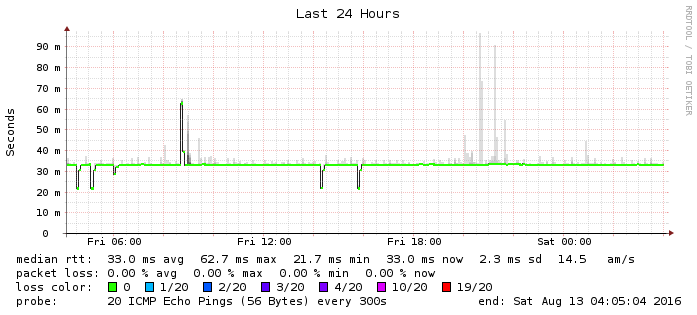 Last 24 Hours
RRDTOOL / TOBI OETIKER
Seconds
90 m
80 m
70 m
60 m
50 m
40 m
30 m
20 m
10 m
0
Fri 06:00 Fri 12:00 Fri 18:00 Sat 00:00
median rtt: 33.0 ms avg 62.7 ms max 21.7 ms min 33.0 ms now 2.3 ms sd 14.5 am/s
packet loss: 0.00 % avg 0.00 % max 0.00 % min 0.00 % now
loss color: 0 1/20 2/20 3/20 4/20 10/20 19/20
probe: 20 ICMP Echo Pings (56 Bytes) every 300s end: Sat Aug 13 04:05:04 2016